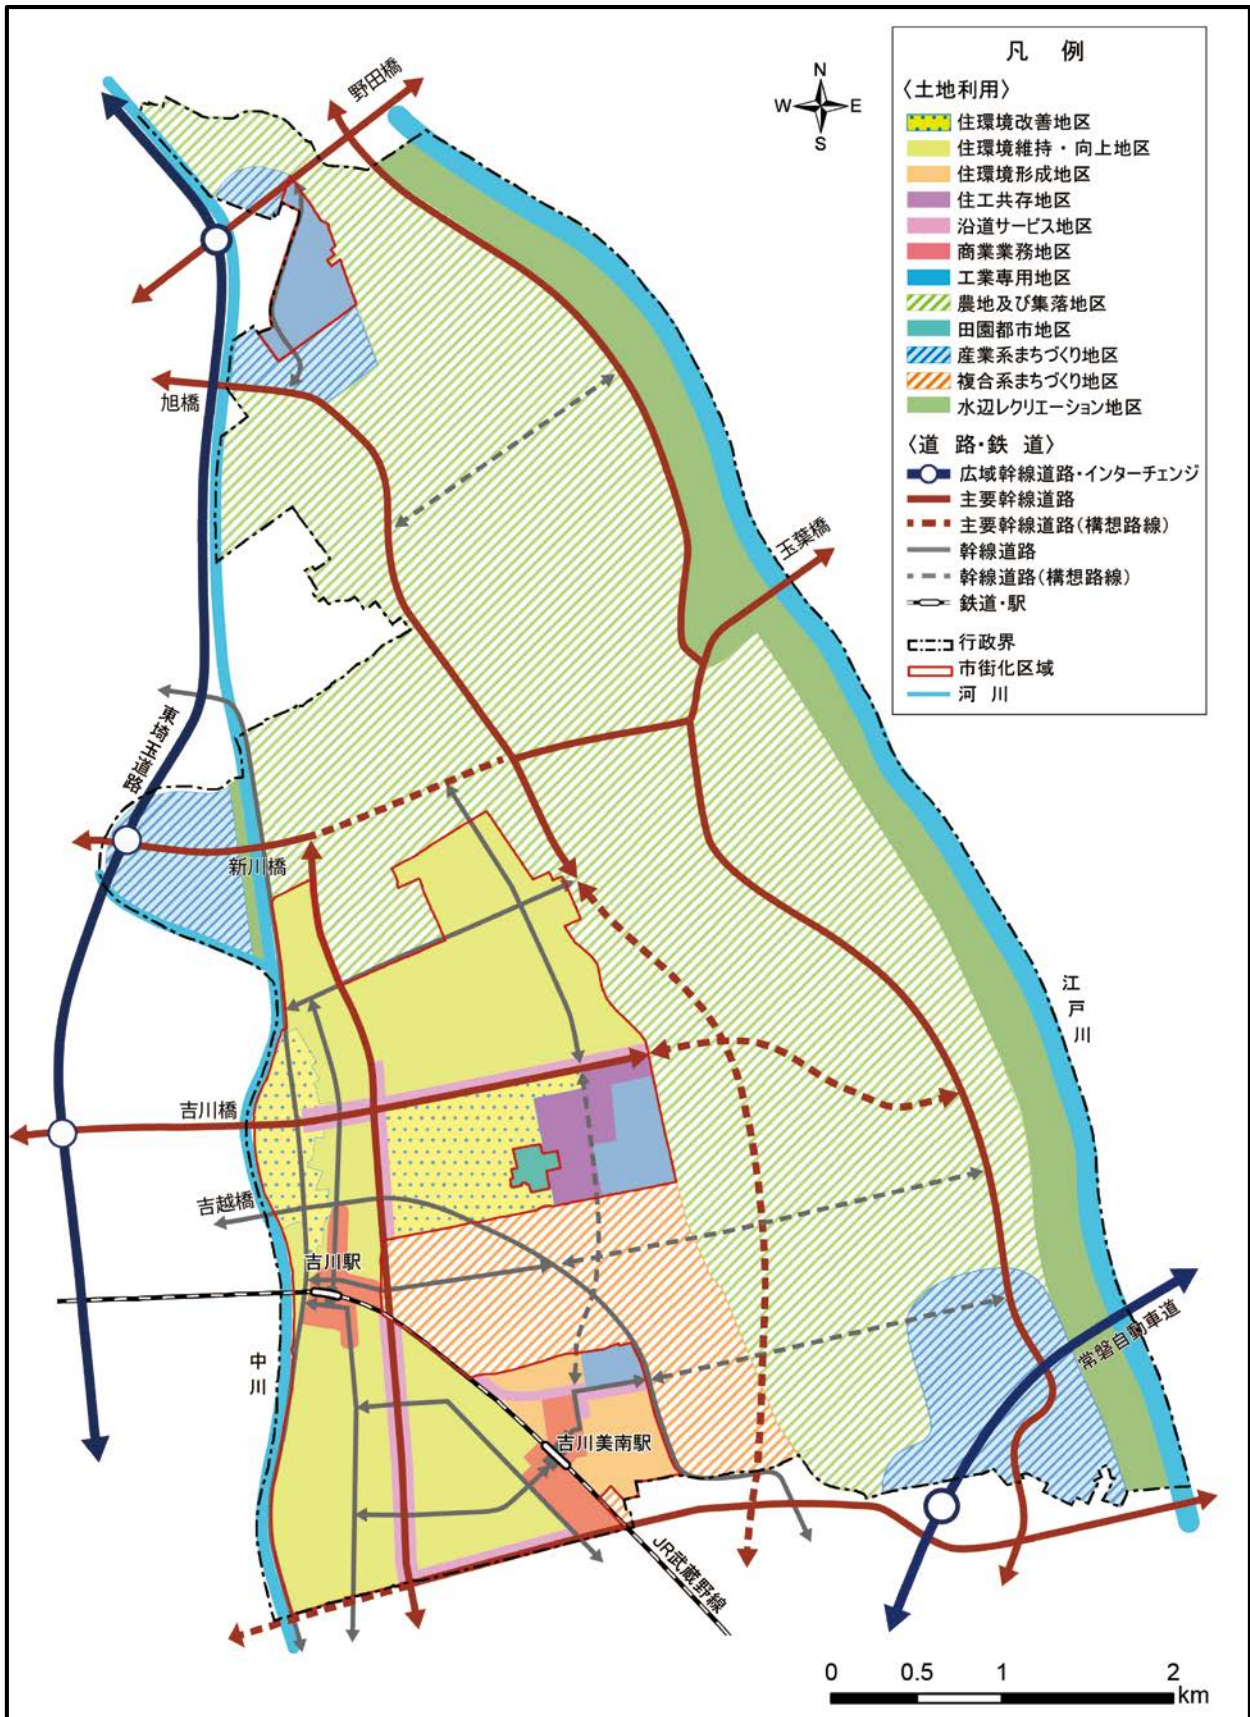 凡 例
〈土地利用〉
住環境改善地区
住環境維持・向上地区
住環境形成地区
住工共存地区
沿道サービス地区
商業業務地区
工業専用地区
農地及び集落地区
田園都市地区
産業系まちづくり地区
複合系まちづくり地区
水辺レクリエーション地区
〈道 路・鉄 道〉
広域幹線道路・インターチェンジ
主要幹線道路
主要幹線道路(構想路線)
幹線道路
幹線道路(構想路線)
鉄道・駅
行政界
市街化区域
河 川
N
W
E
S
野田橋
旭橋
玉葉橋
東埼玉道路
新川橋
江戸川
吉川橋
吉越橋
吉川駅
中川
常磐自動車道
吉川美南駅
JR武蔵野線
0 0.5 1 2
km